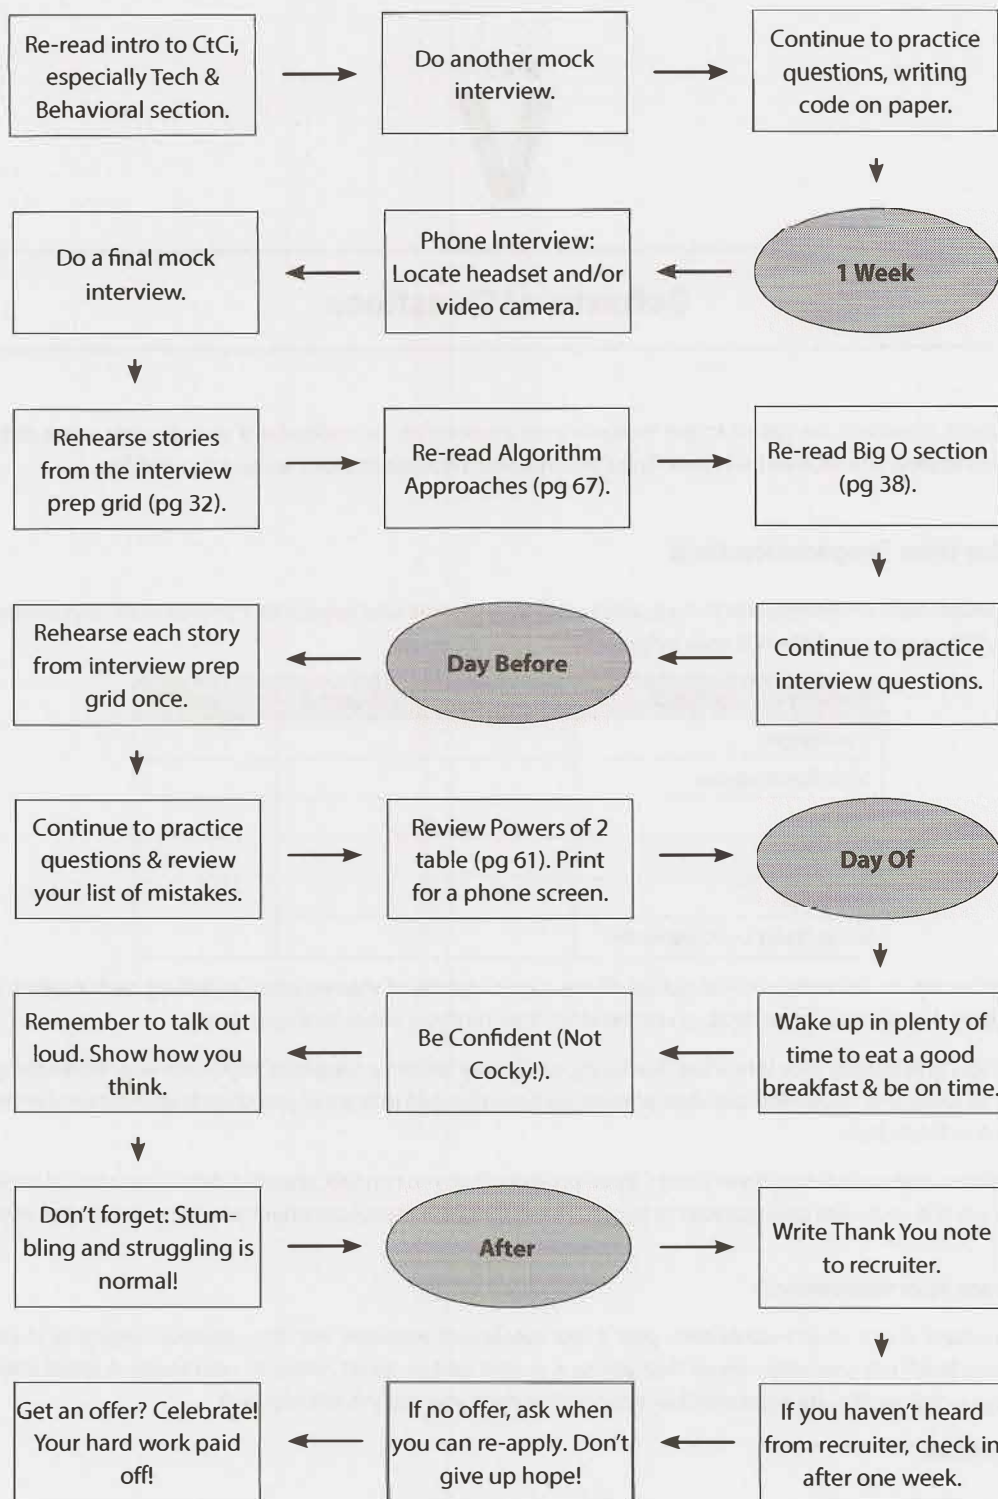 Re-read intro to CtCi,
especially Tech &
Behavioral section.
Do another mock
interview.
Continue to practice
questions, writing
code on paper.
1 Week
Phone Interview:
Locate headset and/or
video camera.
Do a final mock
interview.
Rehearse stories
from the interview
prep grid (pg 32).
Re-read Algorithm
Approaches (pg 67).
Re-read Big O section
(pg 38).
Continue to practice
interview questions.
Day Before
Rehearse each story
from interview prep
grid once.
Continue to practice
questions & review
your list of mistakes.
Review Powers of 2
table (pg 61). Print
for a phone screen.
Day Of
Wake up in plenty of
time to eat a good
breakfast & be on time.
Be Confident (Not
Cocky!).
Remember to talk out
loud. Show how you
think.
Don't forget: Stum-
bling and struggling is
normal!
After
Write Thank You note
to recruiter.
If you haven't heard
from recruiter, check in
after one week.
If no offer, ask when
you can re-apply. Don't
give up hope!
Get an offer? Celebrate!
Your hard work paid
off!